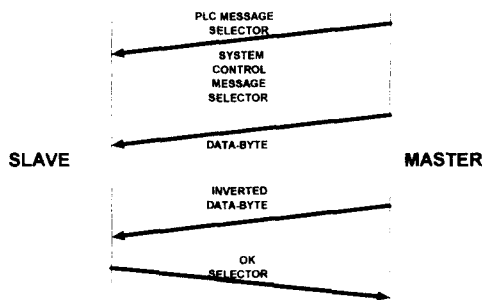 PLC MESSAGE
SELECTOR
SYSTEM
CONTROL
MESSAGE
SELECTOR
DATA-BYTE
SLAVE
MASTER
INVERTED
DATA-BYTE
OK
SELECTOR